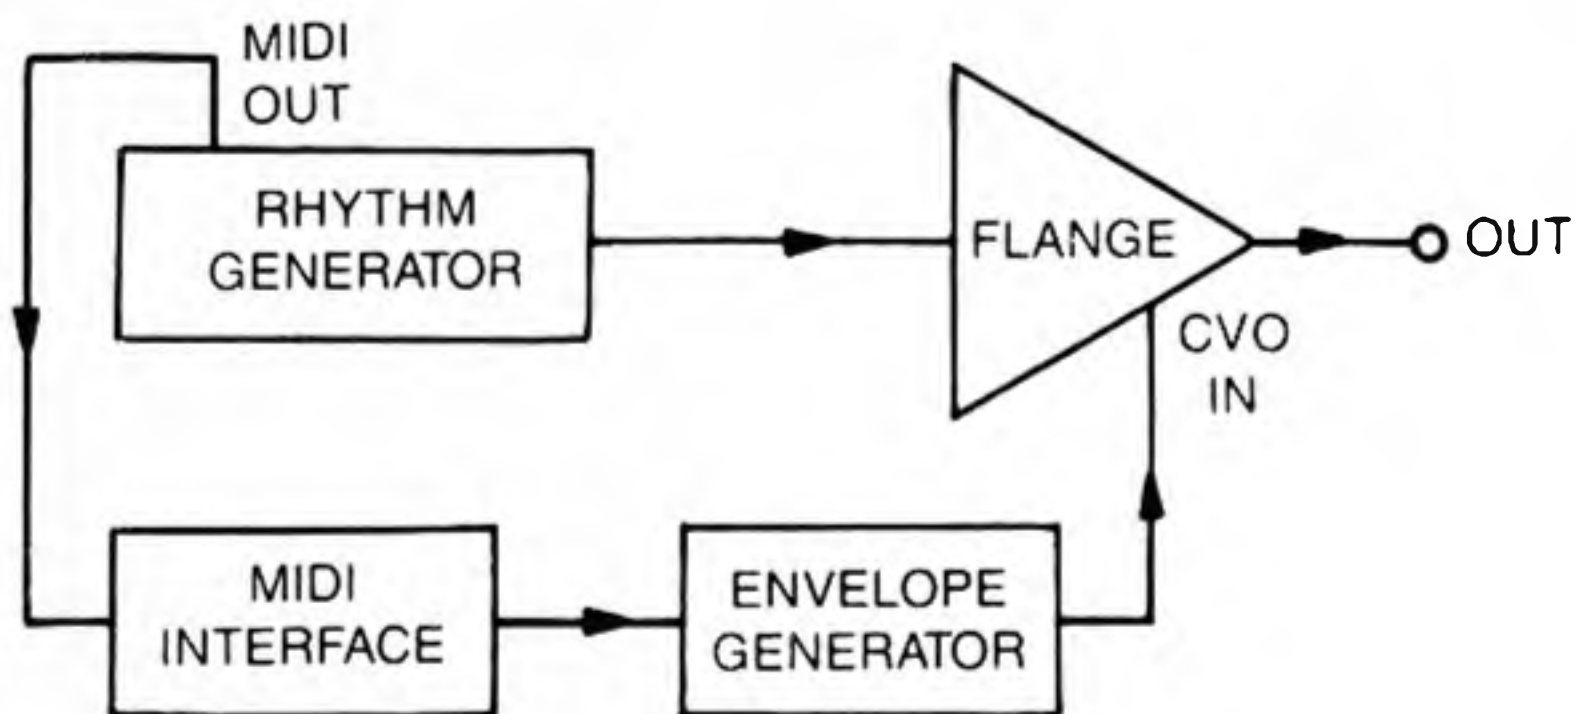 MIDI
OUT
RHYTHM
GENERATOR
FLANGE
OUT
CVO
IN
MIDI
INTERFACE
ENVELOPE
GENERATOR